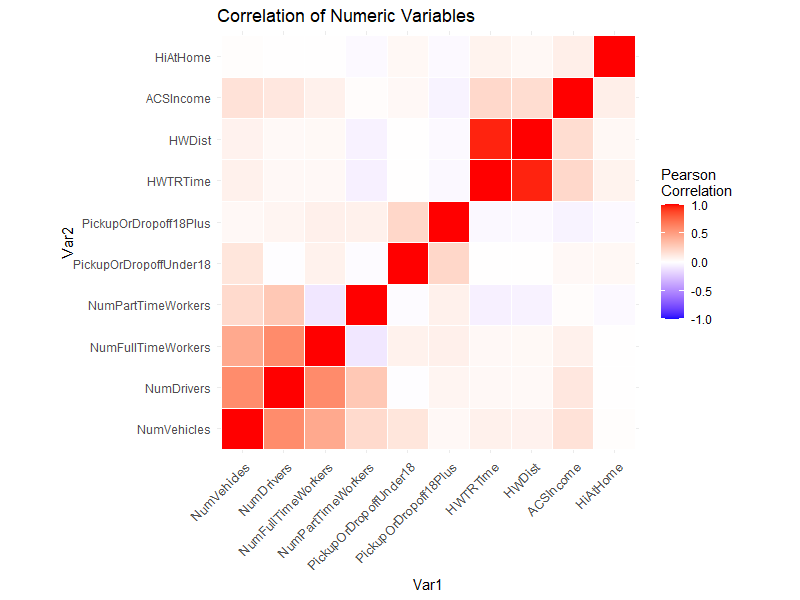 Correlation of Numeric Variables
HiAtHome
ACSIncome
HWDist
HWTRTime
PickupOrDropoff18Plus
PickupOrDropoffUnder18
NumPartTimeWorkers
NumFullTimeWorkers
NumDrivers
NumVehicles
Var2
NumVehicles
NumDrivers
NumFullTimeWorkers
NumPartTimeWorkers
PickupOrDropoffUnder18
PickupOrDropoff18Plus
HWTRTime
HWDist
ACSIncome
HiAtHome
Var1
Pearson
Correlation
1.0
0.5
0.0
-0.5
-1.0